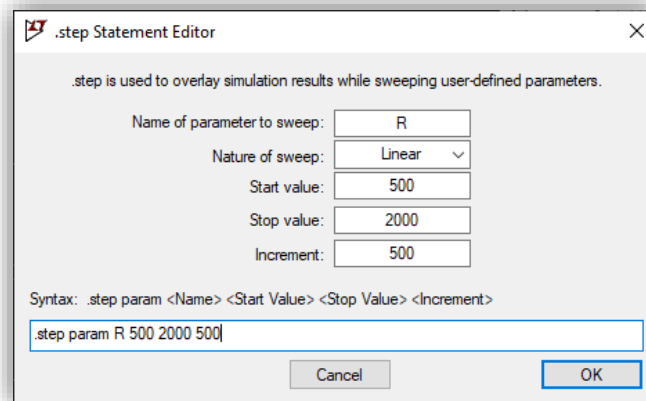 .step Statement Editor
.step is used to overlay simulation results while sweeping user-defined parameters.
Name of parameter to sweep: R
Nature of sweep: Linear
Start value: 500
Stop value: 2000
Increment: 500
Syntax: .step param <Name> <Start Value> <Stop Value> <Increment>
.step param R 500 2000 500
Cancel OK